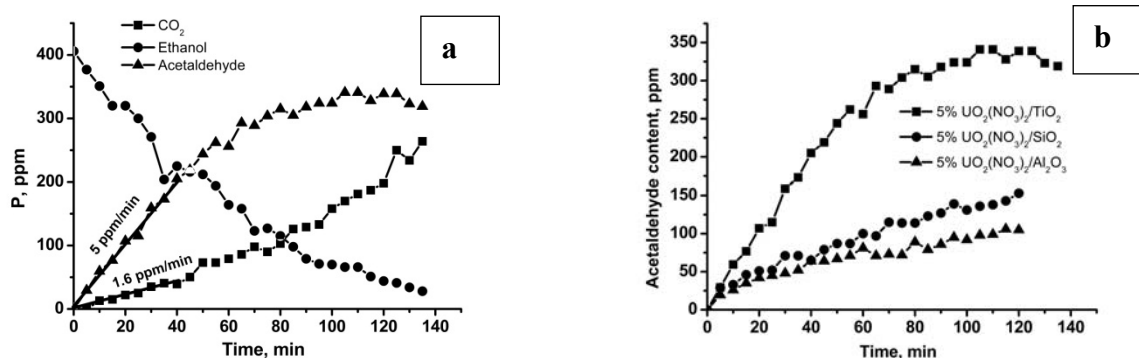 CO₂
Ethanol
Acetaldehyde
a
P, ppm
400
300
200
100
0
5 ppm/min
1.6 ppm/min
0 20 40 60 80 100 120 140
Time, min
b
Acetaldehyde content, ppm
350
300
250
200
150
100
50
0
5% UO₂(NO₃)₂/TiO₂
5% UO₂(NO₃)₂/SiO₂
5% UO₂(NO₃)₂/Al₂O₃
0 20 40 60 80 100 120 140
Time, min